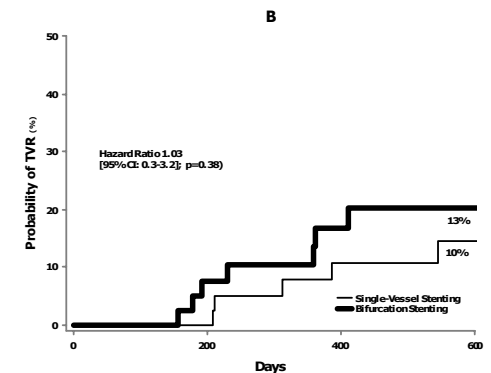 B
50
40
30
20
10
0
Probability of TVR (%)
Hazard Ratio 1.03
[95% CI: 0.3-3.2]; p=0.38)
13%
10%
Single-Vessel Stenting
Bifurcation Stenting
0 200 400 600
Days